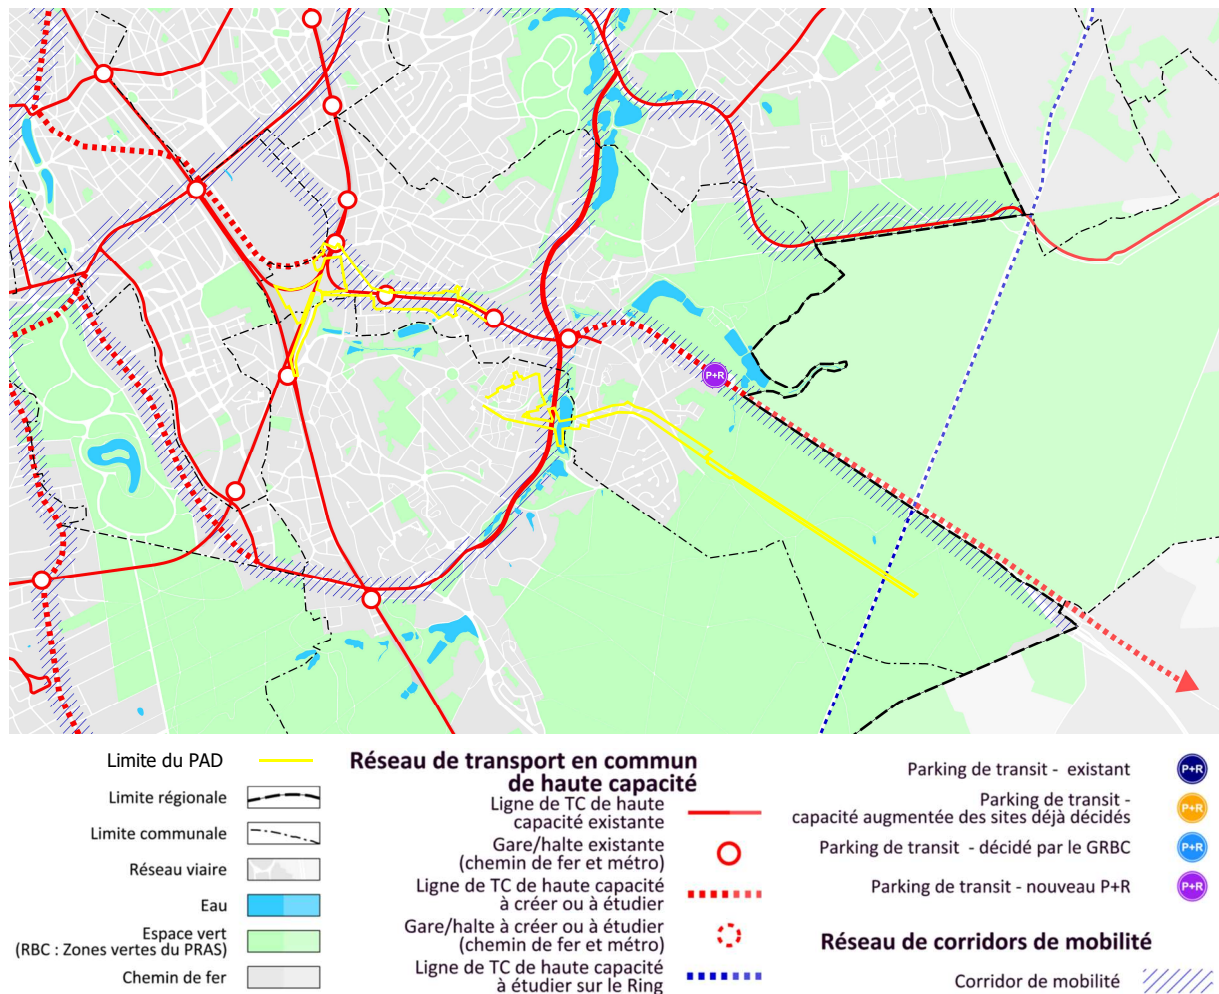 P+R
Limite du PAD
Limite régionale
Limite communale
Réseau viaire
Eau
Espace vert
(RBC : Zones vertes du PRAS)
Chemin de fer
Réseau de transport en commun
de haute capacité
Ligne de TC de haute
capacité existante
Gare/halte existante
(chemin de fer et métro)
Ligne de TC de haute capacité
à créer ou à étudier
Gare/halte à créer ou à étudier
(chemin de fer et métro)
Ligne de TC de haute capacité
à étudier sur le Ring
Parking de transit - existant
P+R
Parking de transit -
capacité augmentée des sites déjà décidés
P+R
Parking de transit - décidé par le GRBC
P+R
Parking de transit - nouveau P+R
P+R
Réseau de corridors de mobilité
Corridor de mobilité